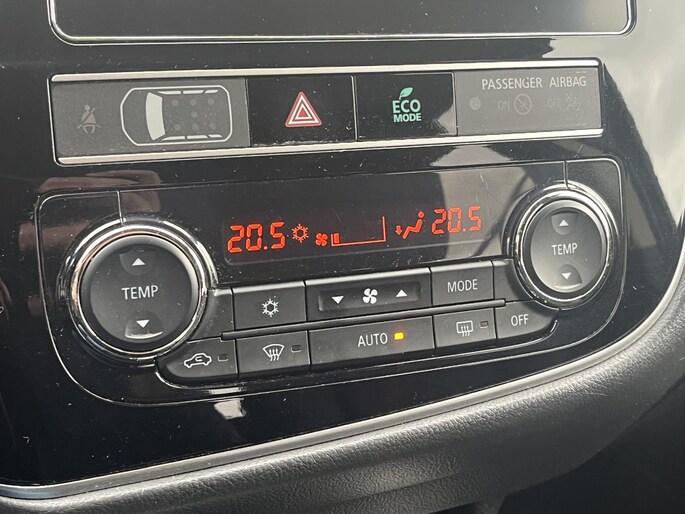 ECO
MODE
PASSENGER AIRBAG
ON OFF
20.5 20.5
TEMP
MODE
TEMP
AUTO
OFF